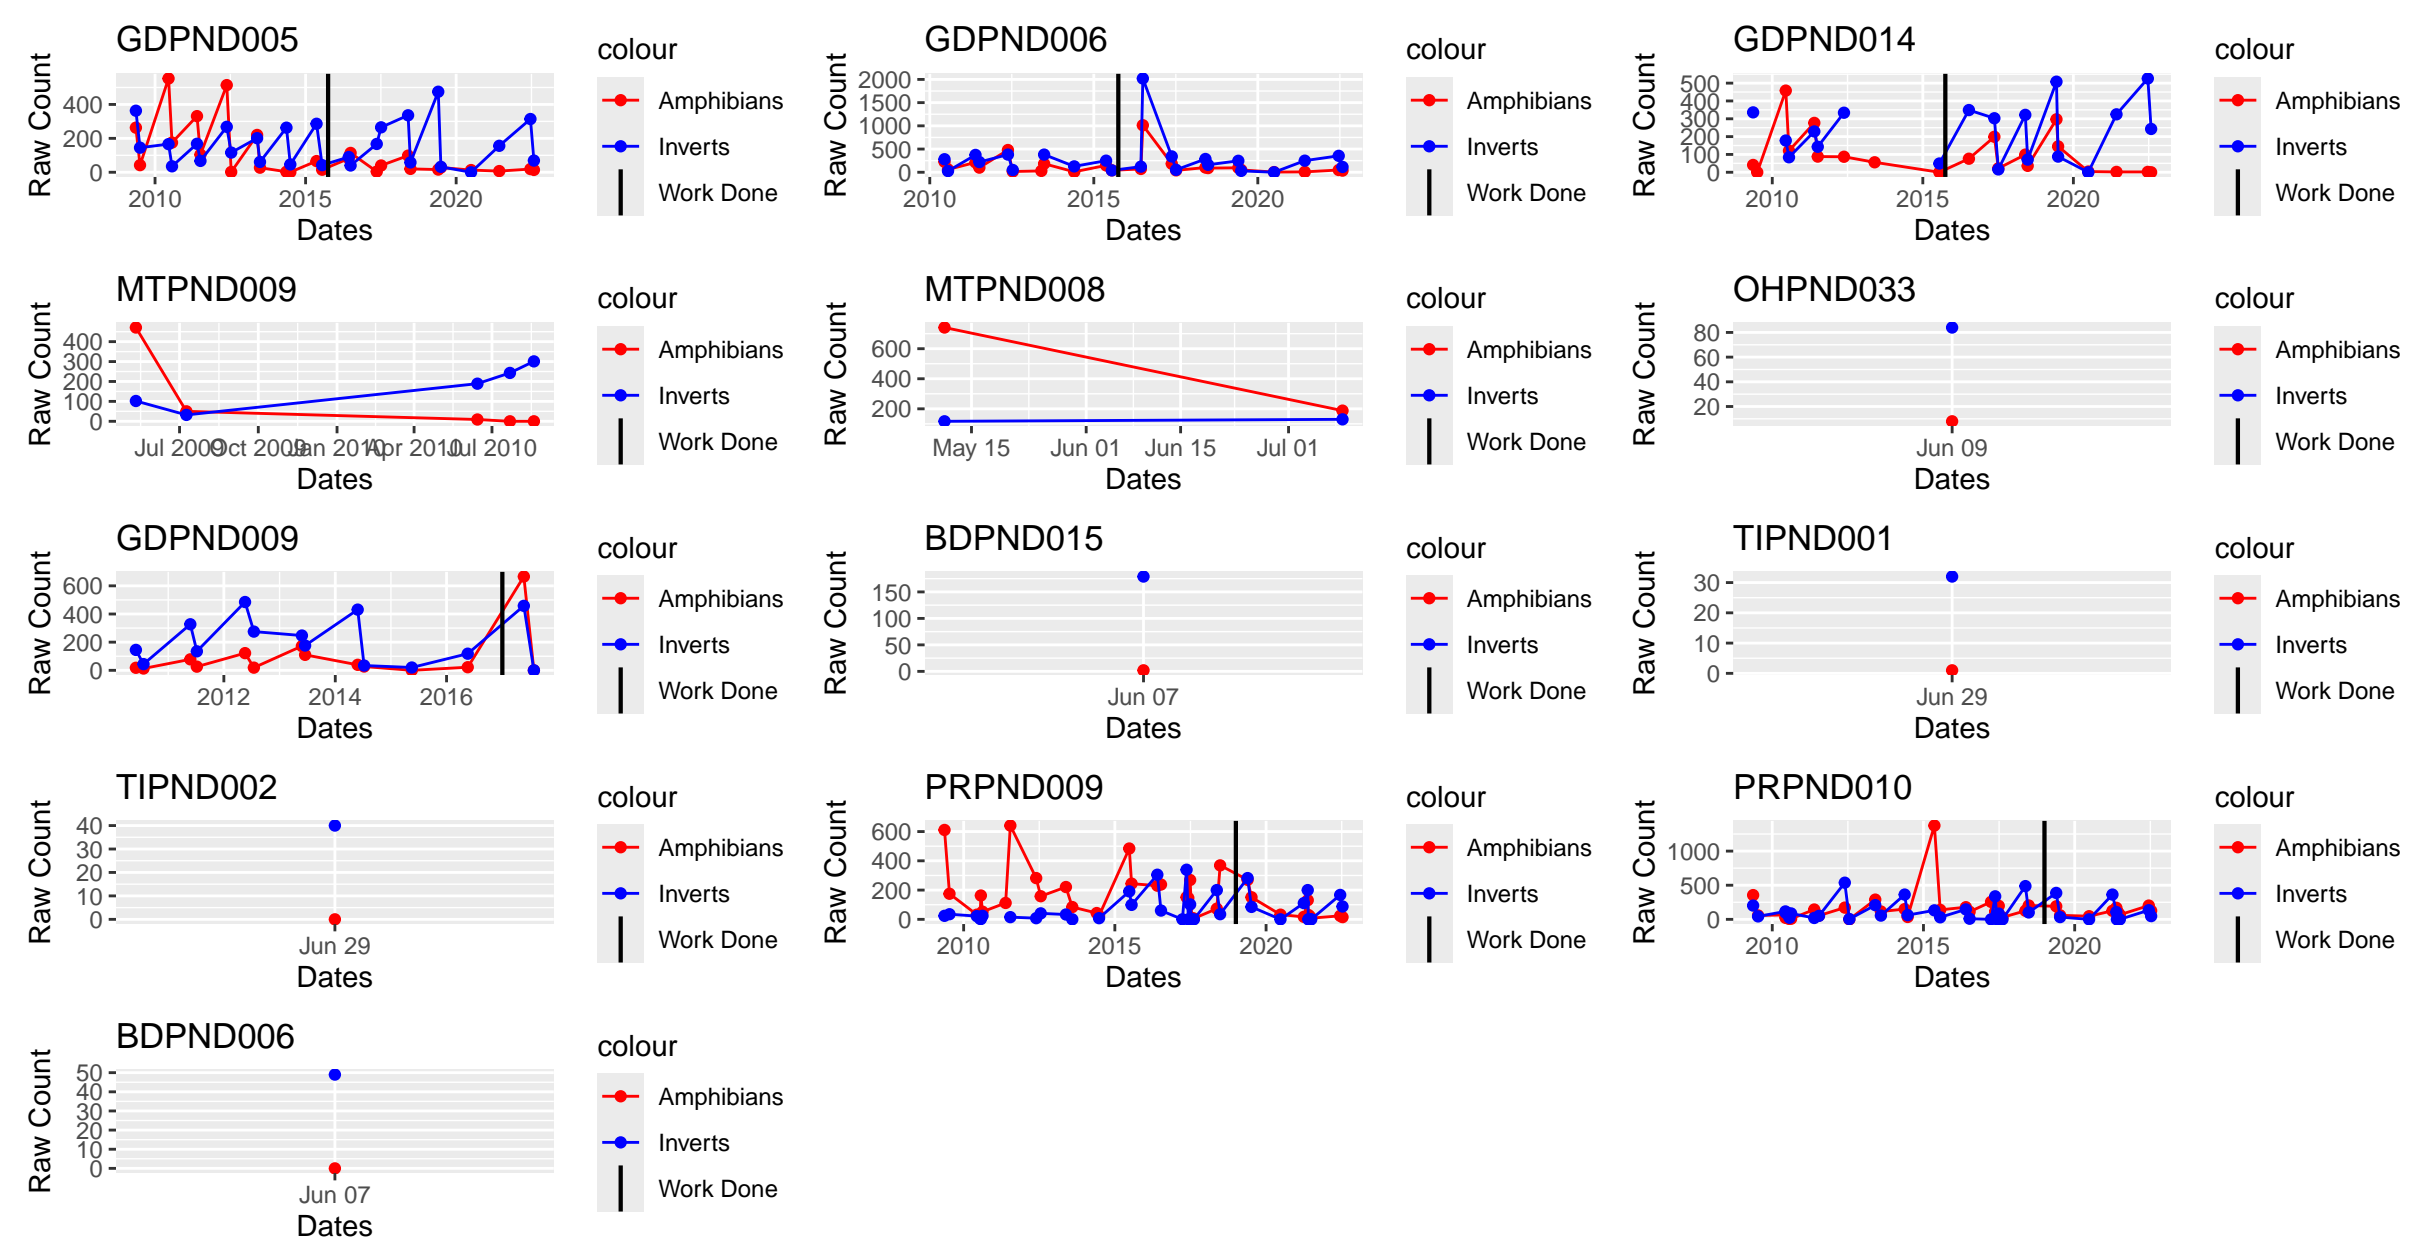 GDPND005
Raw Count
400
200
0
2010 2015 2020
Dates
colour
Amphibians
Inverts
Work Done
GDPND006
Raw Count
2000
1500
1000
500
0
2010 2015 2020
Dates
colour
Amphibians
Inverts
Work Done
GDPND014
Raw Count
500
400
300
200
100
0
2010 2015 2020
Dates
colour
Amphibians
Inverts
Work Done
MTPND009
Raw Count
400
300
200
100
0
Jul 2009 Oct 2009 Jan 2010 Apr 2010 Jul 2010
Dates
colour
Amphibians
Inverts
Work Done
MTPND008
Raw Count
600
400
200
May 15 Jun 01 Jun 15 Jul 01
Dates
colour
Amphibians
Inverts
Work Done
OHPND033
Raw Count
80
60
40
20
Jun 09
Dates
colour
Amphibians
Inverts
Work Done
GDPND009
Raw Count
600
400
200
0
2012 2014 2016
Dates
colour
Amphibians
Inverts
Work Done
BDPND015
Raw Count
150
100
50
0
Jun 07
Dates
colour
Amphibians
Inverts
Work Done
TIPND001
Raw Count
30
20
10
0
Jun 29
Dates
colour
Amphibians
Inverts
Work Done
TIPND002
Raw Count
40
30
20
10
0
Jun 29
Dates
colour
Amphibians
Inverts
Work Done
PRPND009
Raw Count
600
400
200
0
2010 2015 2020
Dates
colour
Amphibians
Inverts
Work Done
PRPND010
Raw Count
1000
500
0
2010 2015 2020
Dates
colour
Amphibians
Inverts
Work Done
BDPND006
Raw Count
50
40
30
20
10
0
Jun 07
Dates
colour
Amphibians
Inverts
Work Done